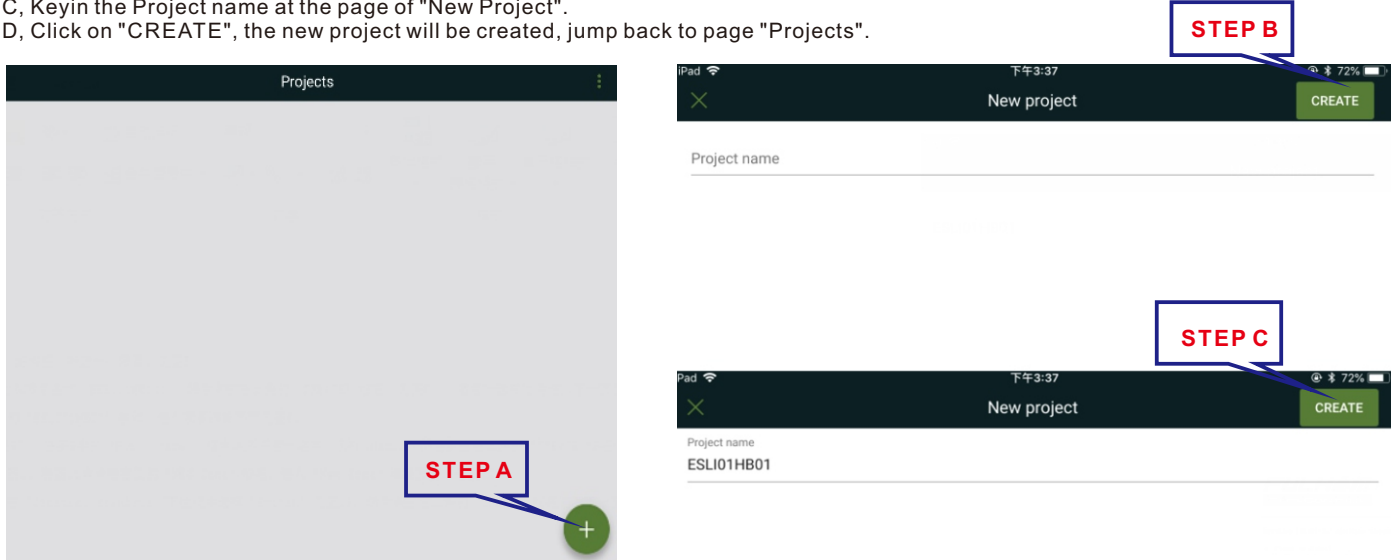 C, Keyin the Project name at the page of "New Project".
D, Click on "CREATE", the new project will be created, jump back to page "Projects".
STEP B
Projects
iPad 下午3:37 72%
New project CREATE
Project name
STEP C
Pad 下午3:37 72%
New project CREATE
Project name
ESLI01HB01
STEP A